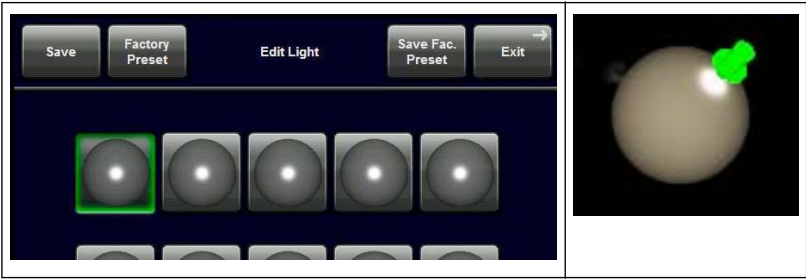 Save
Factory
Preset
Edit Light
Save Fac.
Preset
Exit